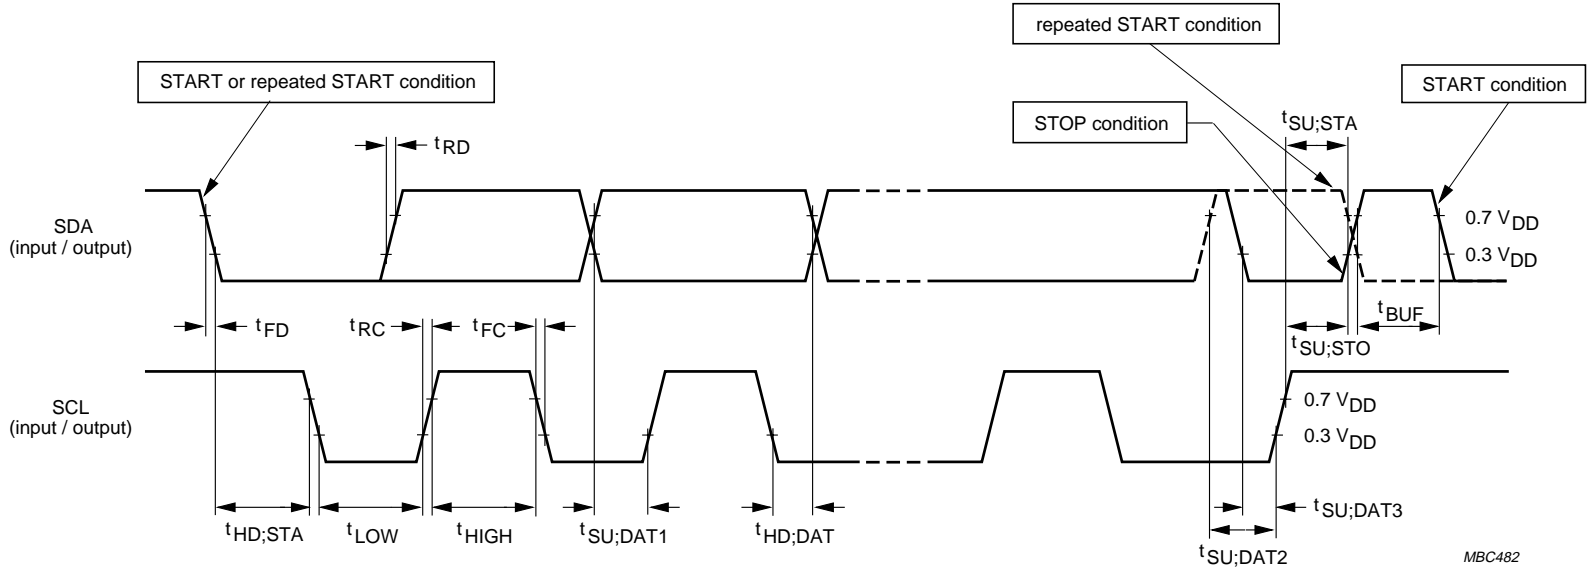 repeated START condition
START or repeated START condition
START condition
STOP condition
tSU;STA
tRD
SDA
(input / output)
0.7 VDD
0.3 VDD
tFD
tRC
tFC
tBUF
tSU;STO
SCL
(input / output)
0.7 VDD
0.3 VDD
tHD;STA
tLOW
tHIGH
tSU;DAT1
tHD;DAT
tSU;DAT3
tSU;DAT2
MBC482